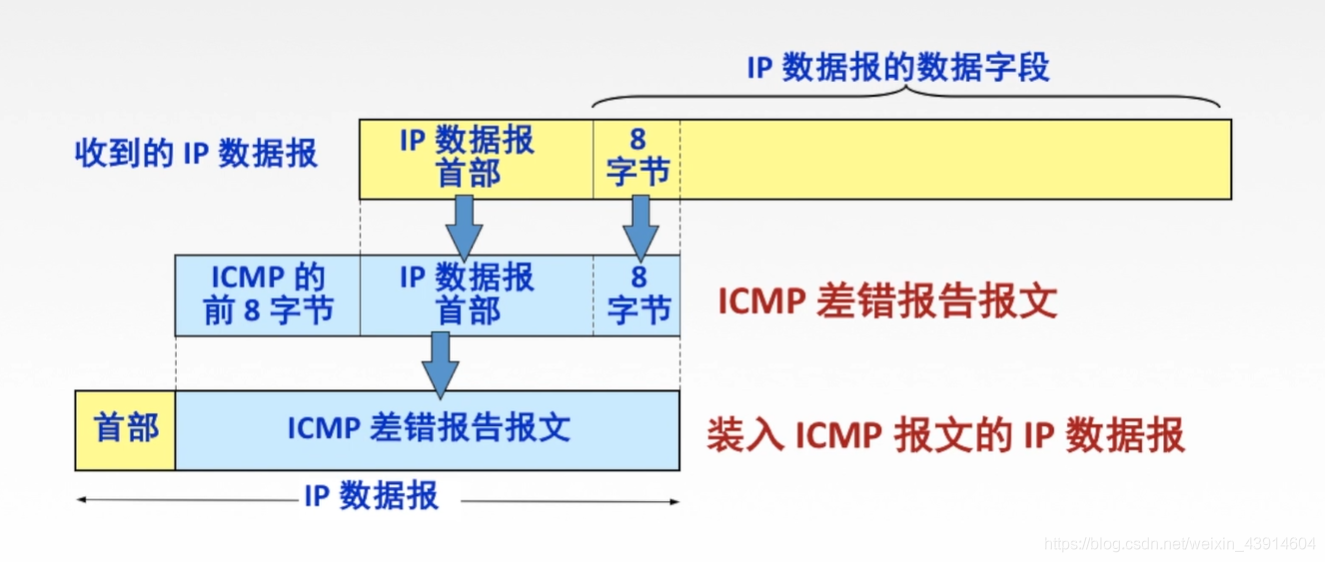 IP 数据报的数据字段
收到的 IP 数据报
IP 数据报
首部
8
字节
ICMP 的
前 8 字节
IP 数据报
首部
8
字节
ICMP 差错报告报文
首部
ICMP 差错报告报文
装入 ICMP 报文的 IP 数据报
IP 数据报
https://blog.csdn.net/weixin_43914604